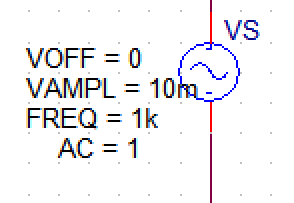 VS
VOFF = 0
VAMPL = 10m
FREQ = 1k
AC = 1